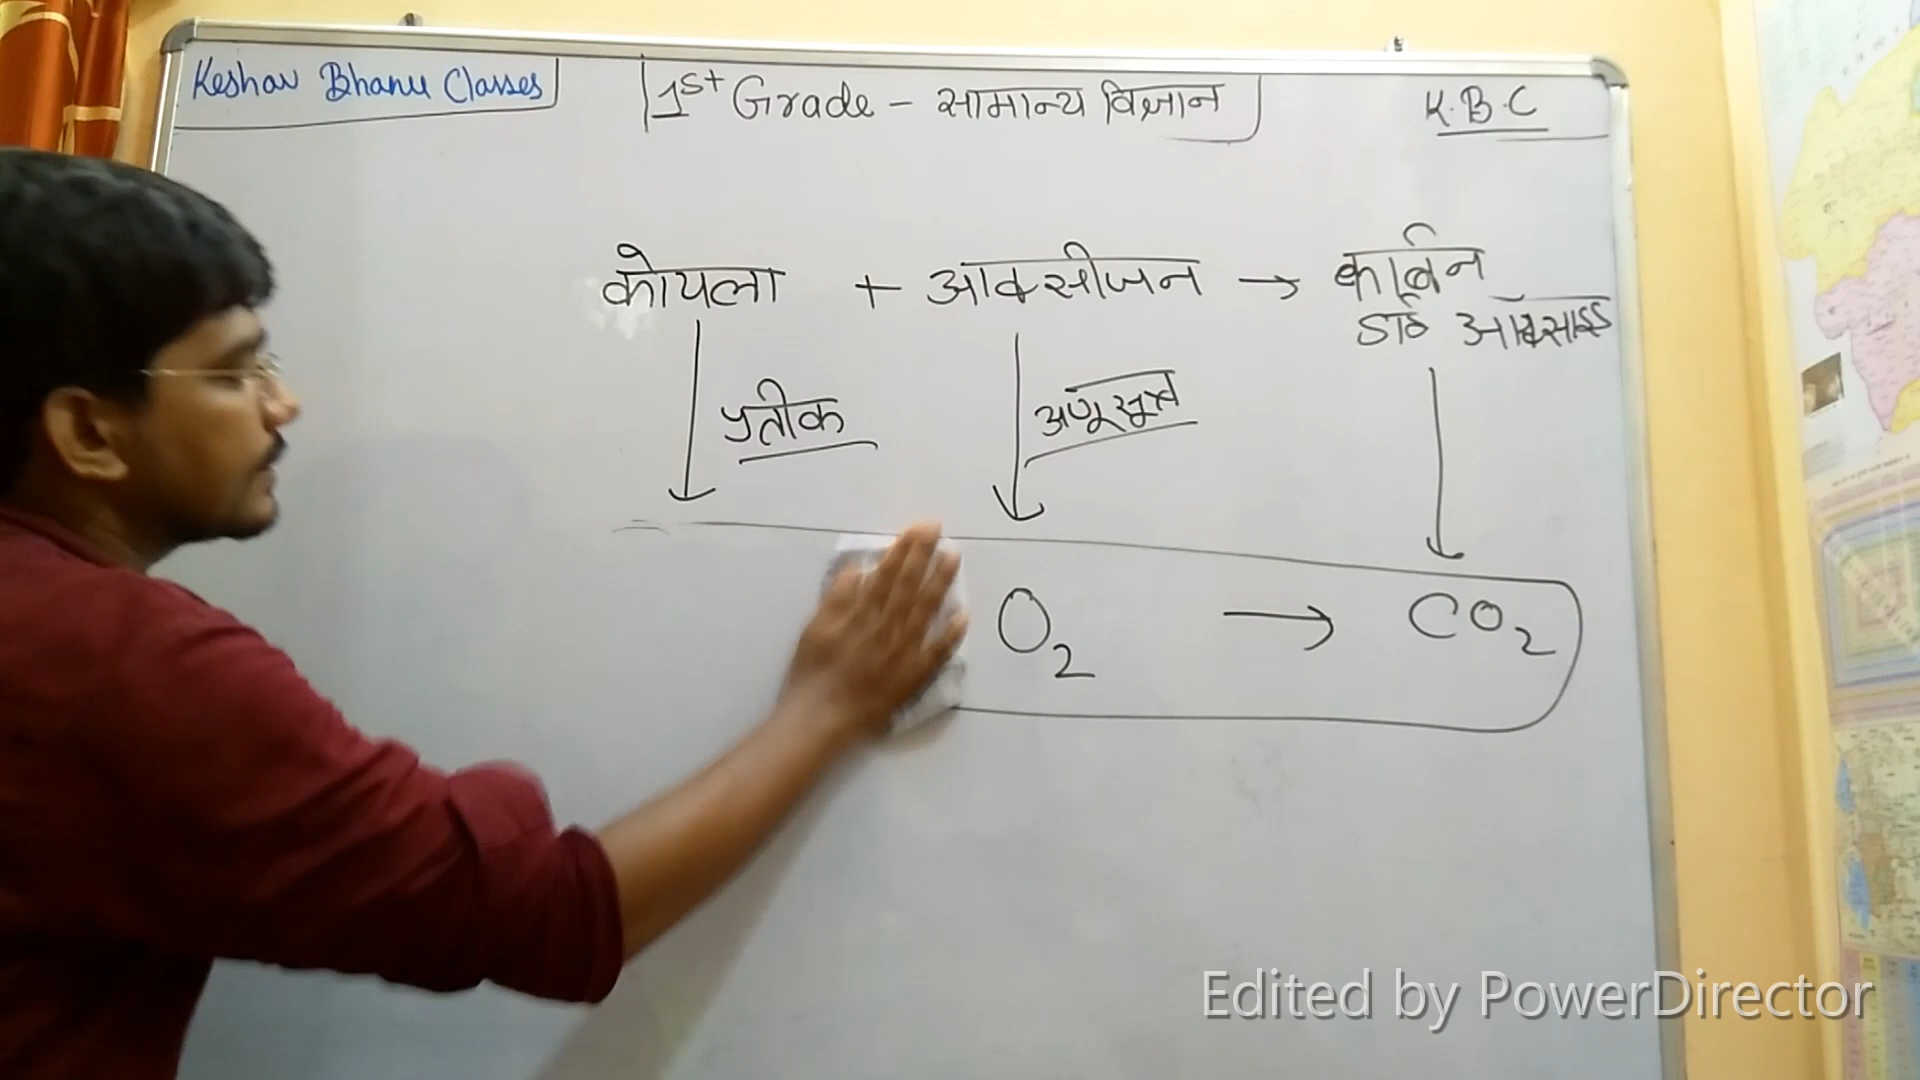 Keshav Bhanu Classes
1st Grade - सामान्य विज्ञान
K.B.C
कोयला + आक्सीजन → कार्बन
डाई ऑक्साइड
प्रतीक
अणुसूत्र
O₂ → CO₂
Edited by PowerDirector